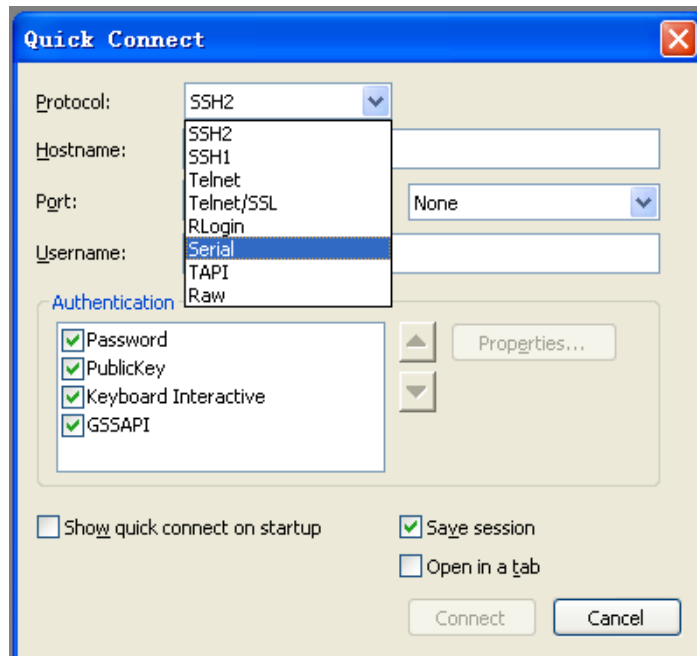 Quick Connect
Protocol: SSH2
SSH2
Hostname:
SSH1
Telnet
Port:
Telnet/SSL
None
RLogin
Username:
Serial
TAPI
Raw
Authentication
Password
Properties...
PublicKey
Keyboard Interactive
GSSAPI
Show quick connect on startup
Save session
Open in a tab
Connect
Cancel